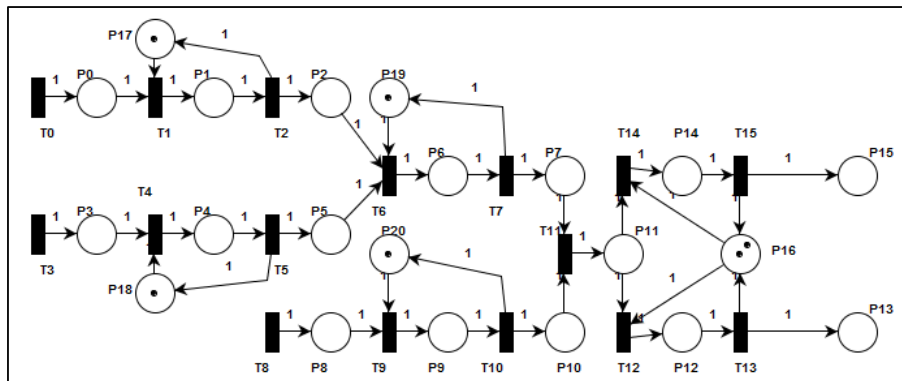 P17 1
1 P0 1 1 P1 1 1 P2 P19 1
T0 T1 T2 1 1 T14 P14 T15
1 P6 1 1 P7 1 1 1
T4 1 T6 T7 1 1 P15
1 P3 1 1 P4 1 1 P5 P20 T11 1 P11 P16
T3 1 T5 1 1 1 1 1
P18 P13
1 1 1 1 1 1 1 1 1
T8 P8 T9 P9 T10 P10 T12 P12 T13